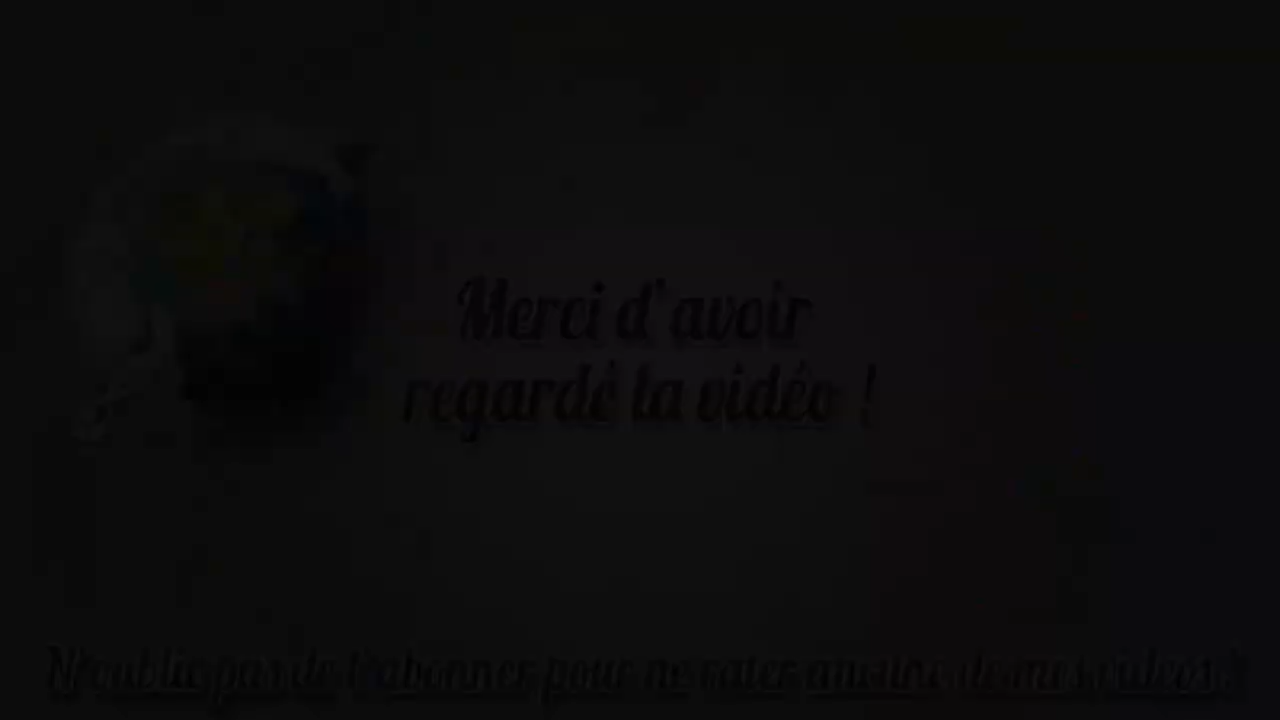 Merci d'avoir
regardé la vidéo !
N'oublie pas de t'abonner pour ne rater aucune de mes vidéos !